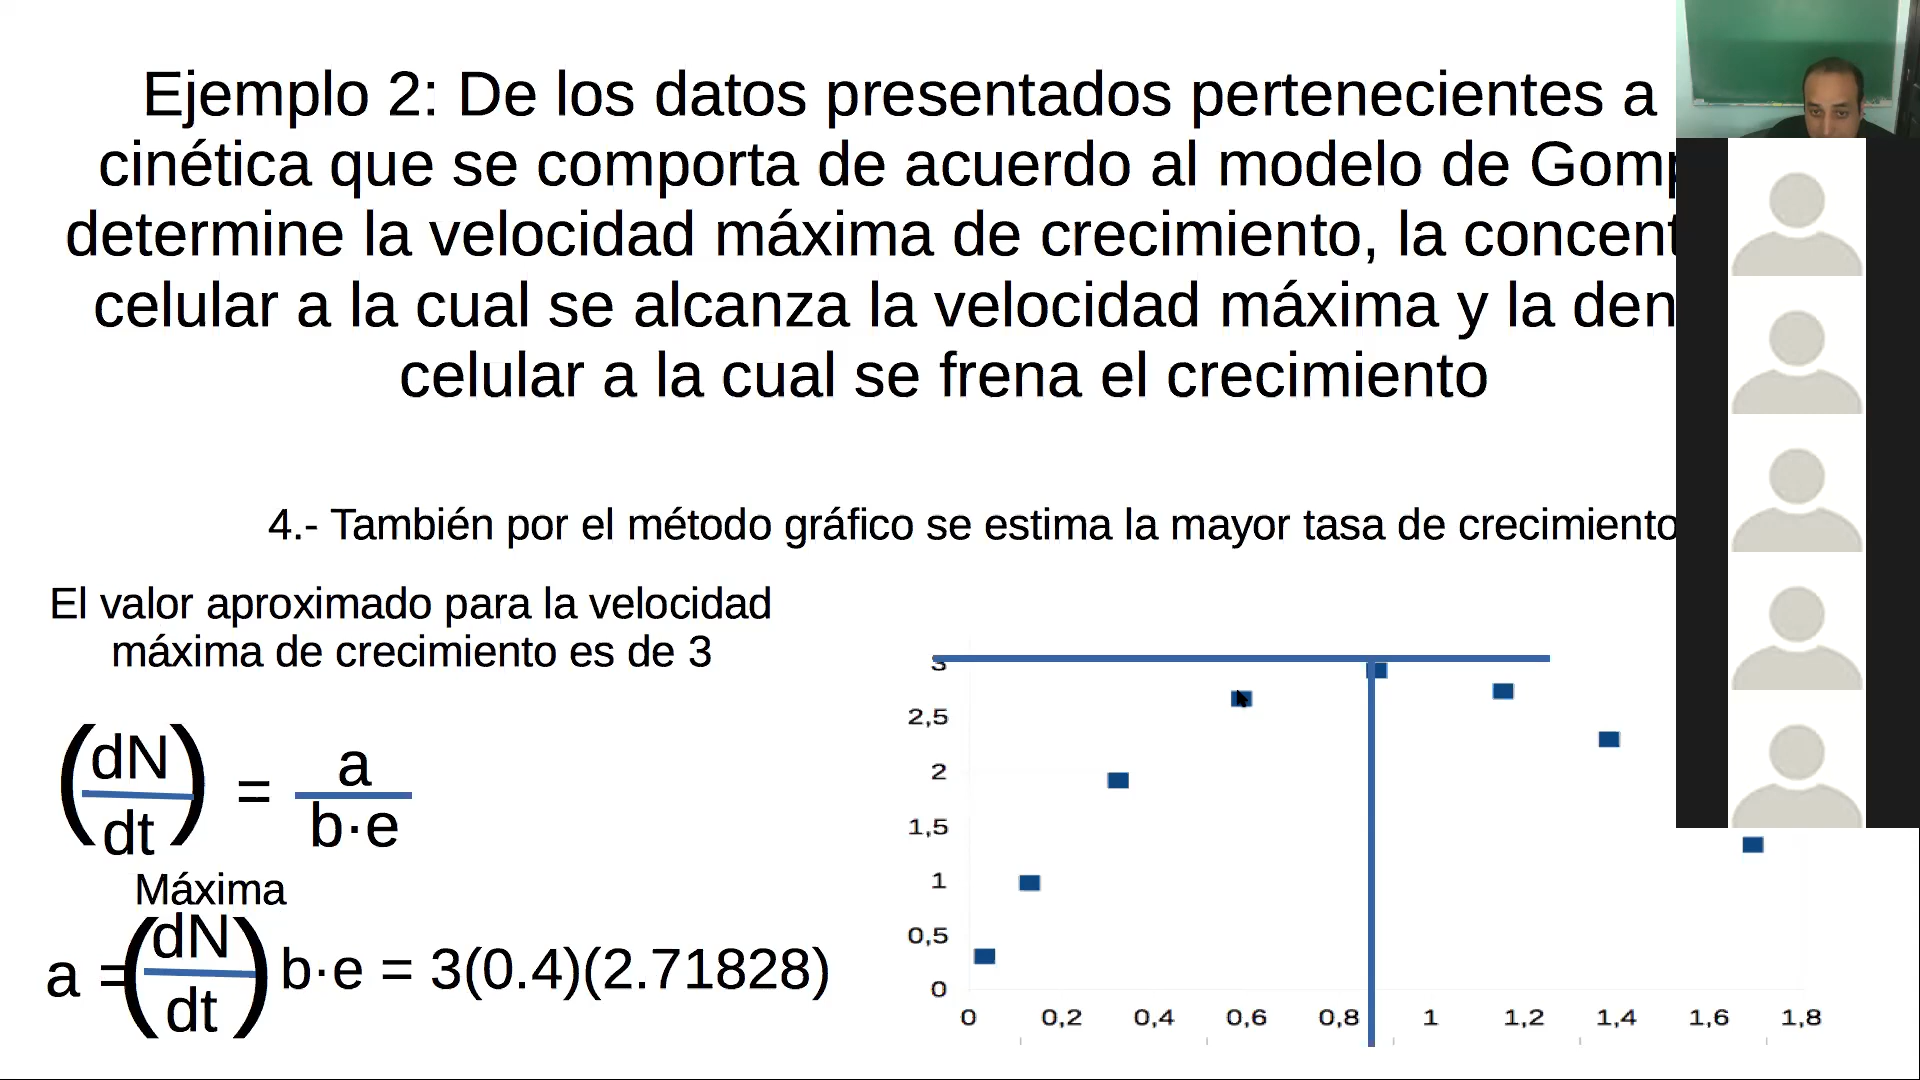 Ejemplo 2: De los datos presentados pertenecientes a
cinética que se comporta de acuerdo al modelo de
determine la velocidad máxima de crecimiento, la
celular a la cual se alcanza la velocidad máxima y la
celular a la cual se frena el crecimiento
4.- También por el método gráfico se estima la mayor tasa de crecimiento
El valor aproximado para la velocidad
máxima de crecimiento es de 3
(dN/dt) = a/b·e
Máxima
a = (dN/dt) b·e = 3(0.4)(2.71828)
3
2,5
2
1,5
1
0,5
0
0 0,2 0,4 0,6 0,8 1 1,2 1,4 1,6 1,8